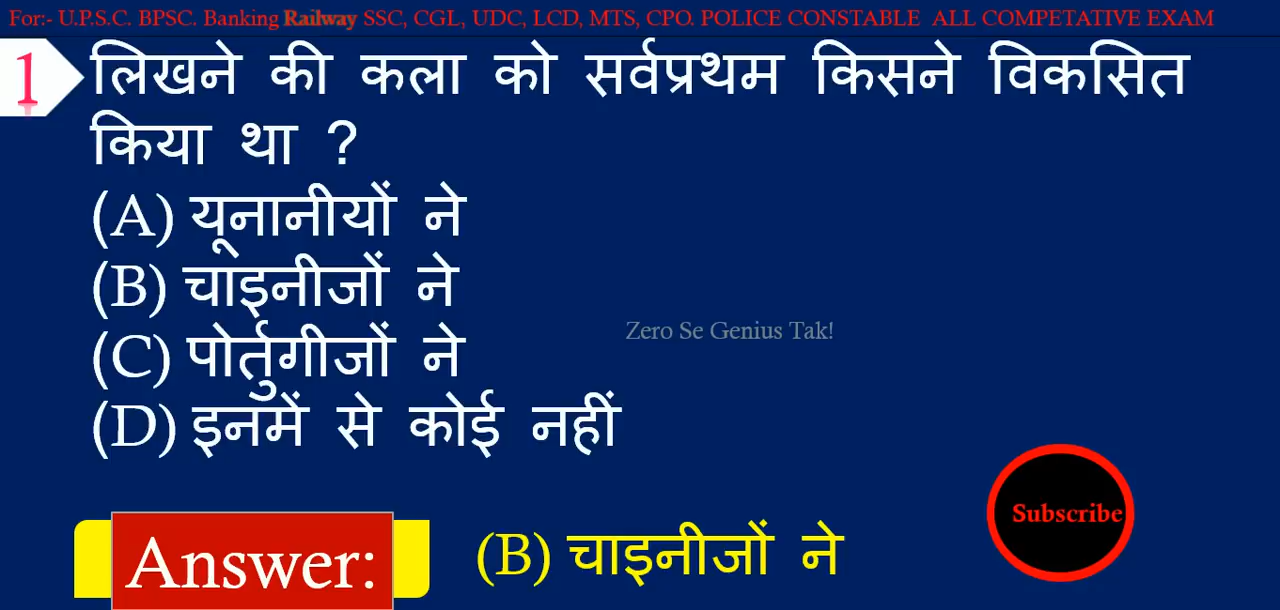 For:- U.P.S.C. BPSC. Banking Railway SSC, CGL, UDC, LCD, MTS, CPO. POLICE CONSTABLE ALL COMPETATIVE EXAM
1 लिखने की कला को सर्वप्रथम किसने विकसित
किया था ?
(A) यूनानीयों ने
(B) चाइनीजों ने
(C) पोर्तुगीजों ने
(D) इनमें से कोई नहीं
Zero Se Genius Tak!
Subscribe
Answer: (B) चाइनीजों ने